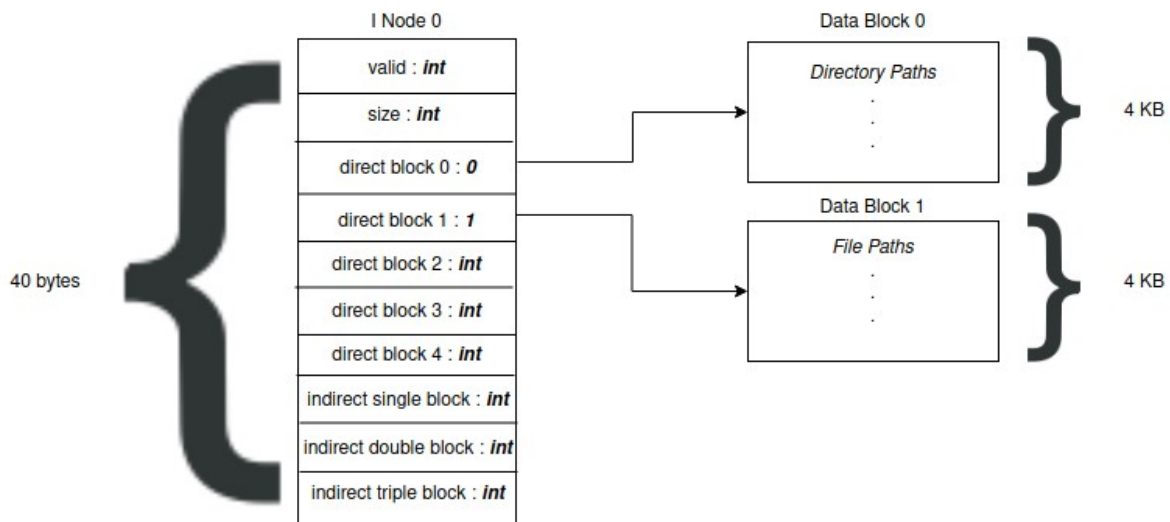 I Node 0
valid : int
size : int
direct block 0 : 0
direct block 1 : 1
direct block 2 : int
direct block 3 : int
direct block 4 : int
indirect single block : int
indirect double block : int
indirect triple block : int
40 bytes
Data Block 0
Directory Paths
.
.
.
4 KB
Data Block 1
File Paths
.
.
.
4 KB